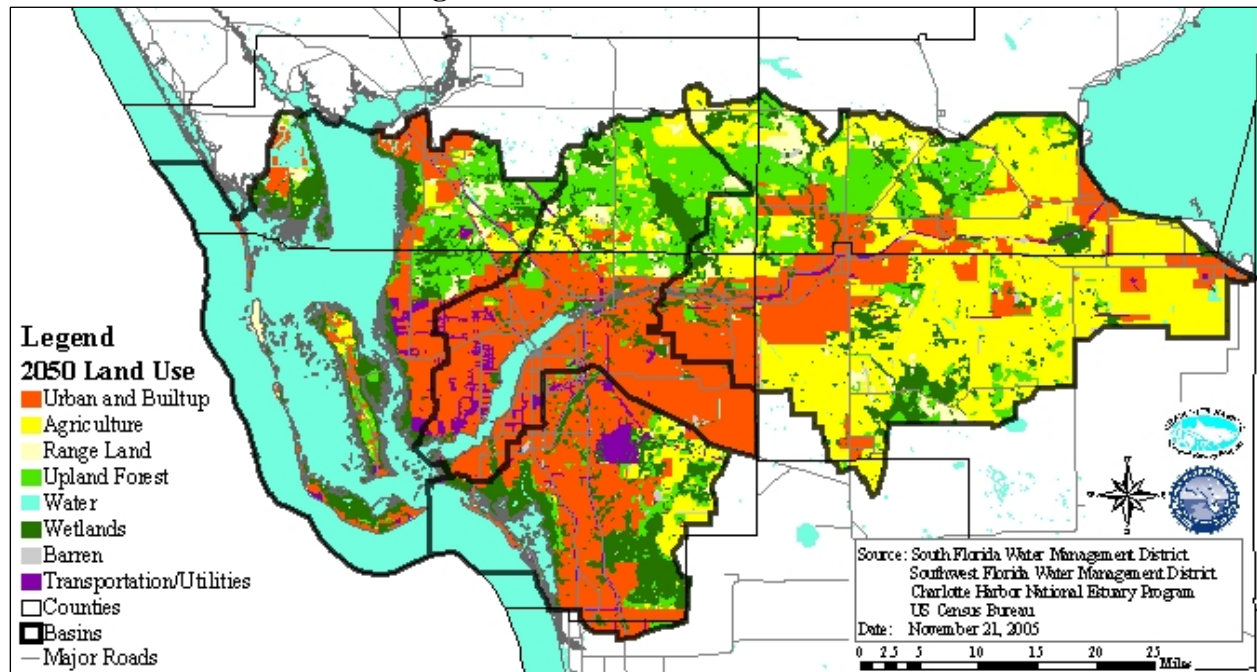 Legend
2050 Land Use
Urban and Builtup
Agriculture
Range Land
Upland Forest
Water
Wetlands
Barren
Transportation/Utilities
Counties
Basins
Major Roads
Source: South Florida Water Management District
Southwest Florida Water Management District
Charlotte Harbor National Estuary Program
US Census Bureau
Date: November 21, 2005
0 2.5 5 10 15 20 25
Miles